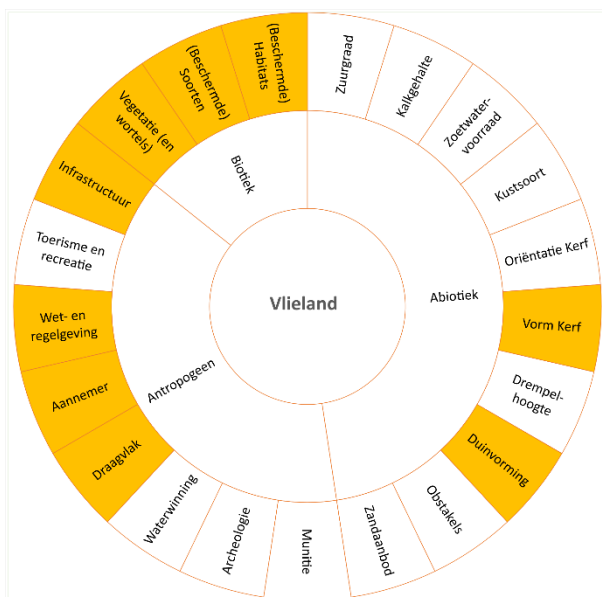 Vlieland
Abiotiek
Antropogeen
Biotiek
Zuurgraad
Kalkgehalte
Zoetwater-
voorraad
Kustsoort
Oriëntatie Kerf
Vorm Kerf
Drempel-
hoogte
Duinvorming
Obstakels
Zandaanbod
Munitie
Archeologie
Waterwinning
Draagvlak
Aannemer
Wet- en
regelgeving
Toerisme en
recreatie
Infrastructuur
Vegetatie (en
wortels)
(Beschermde)
Soorten
(Beschermde)
Habitats